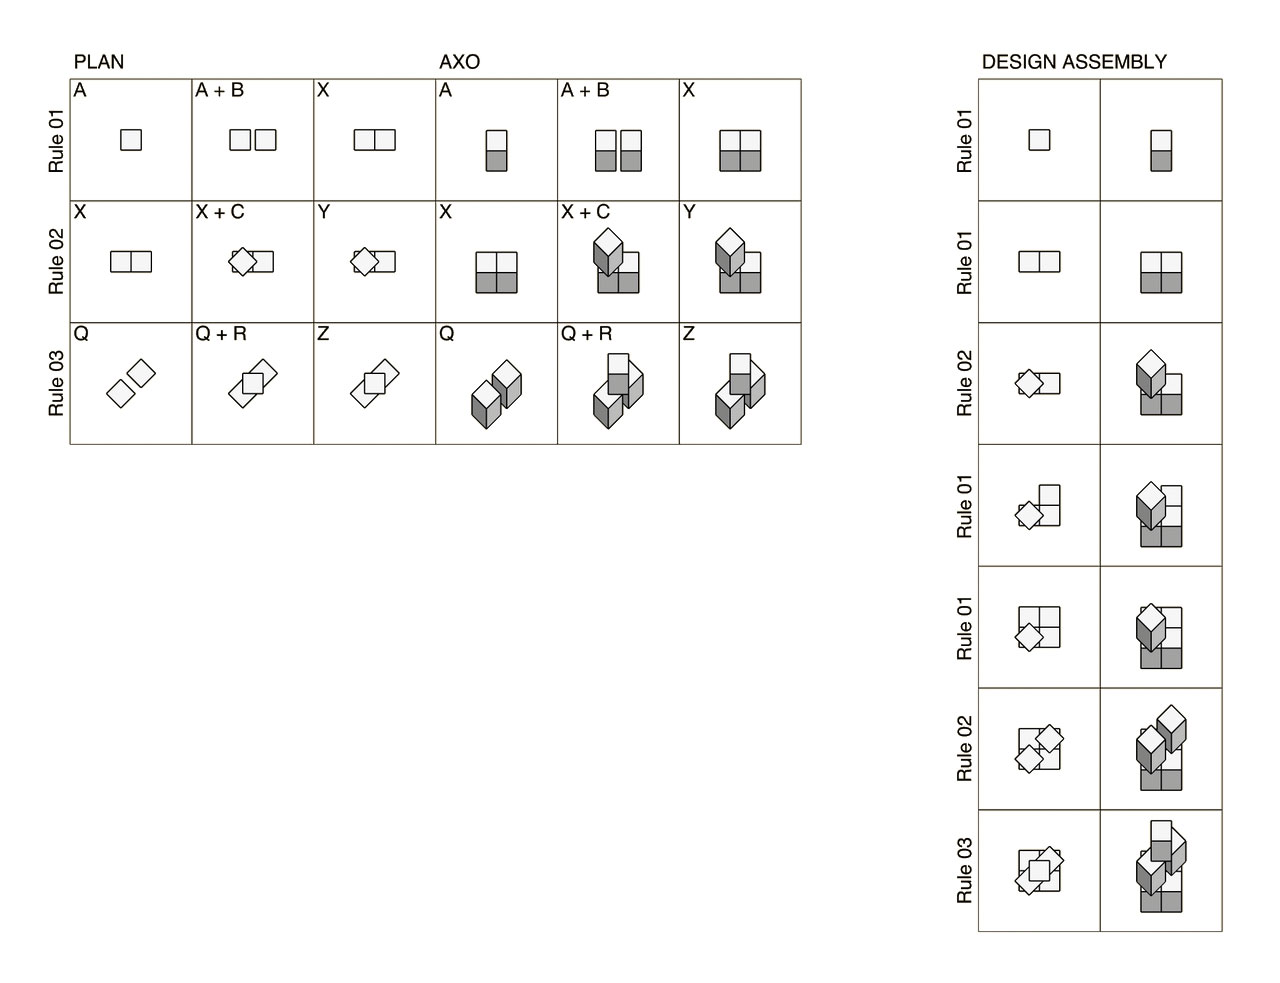 PLAN
AXO
DESIGN ASSEMBLY
Rule 01
A
A + B
X
A
A + B
X
Rule 01
Rule 02
X
X + C
Y
X
X + C
Y
Rule 01
Rule 03
Q
Q + R
Z
Q
Q + R
Z
Rule 02
Rule 01
Rule 01
Rule 02
Rule 03